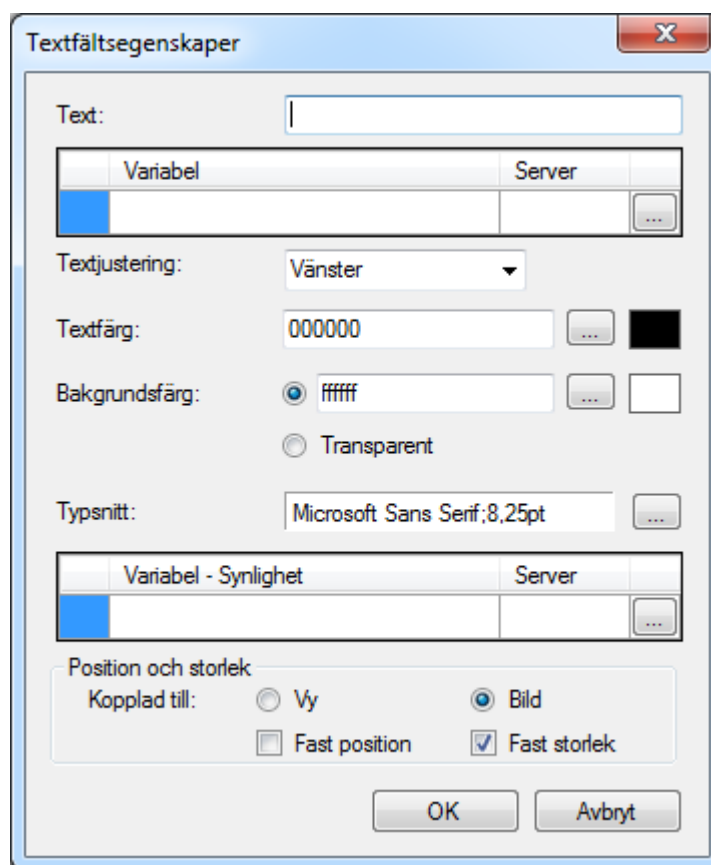 Textfältsegenskaper
Text:
Variabel Server
...
Textjustering: Vänster
Textfärg: 000000 ...
Bakgrundsfärg: ffffff ...
Transparent
Typsnitt: Microsoft Sans Serif;8,25pt ...
Variabel - Synlighet Server
...
Position och storlek
Kopplad till: Vy Bild
Fast position Fast storlek
OK Avbryt